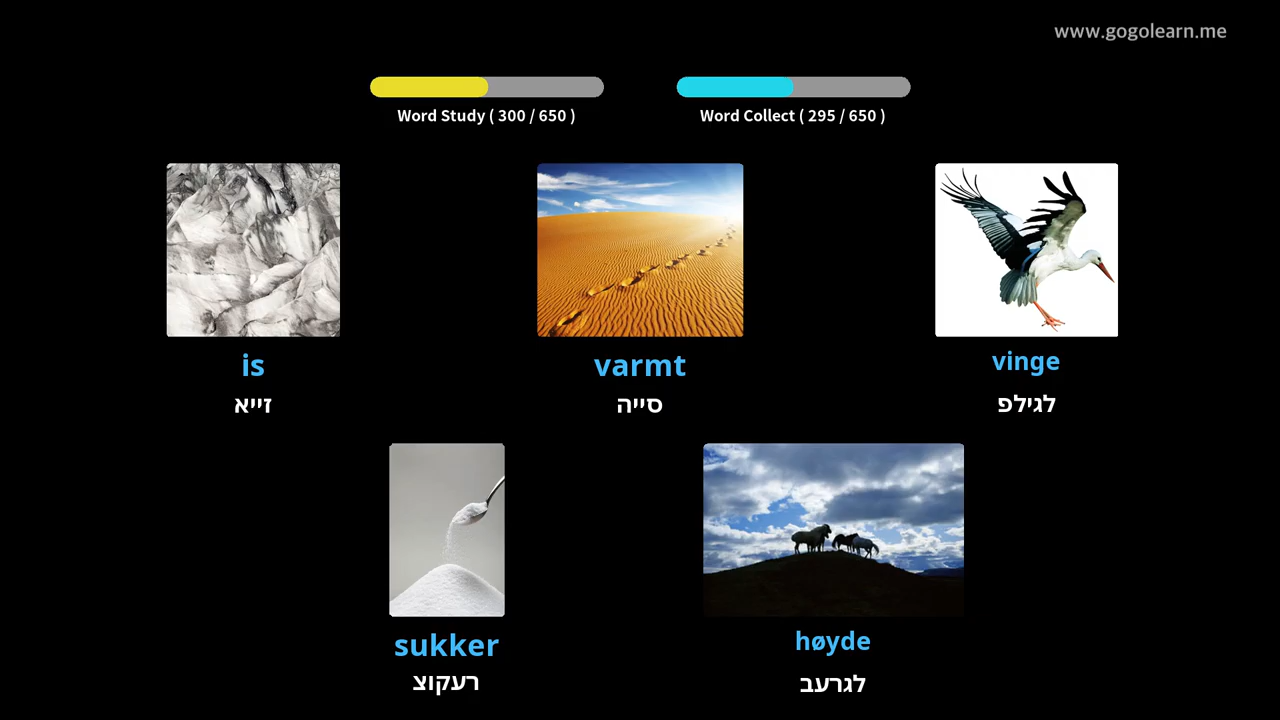 www.gogolearn.me
Word Study ( 300 / 650 )
Word Collect ( 295 / 650 )
is
זייא
varmt
סייה
vinge
לגילפ
sukker
רעקוצ
høyde
לגרעב